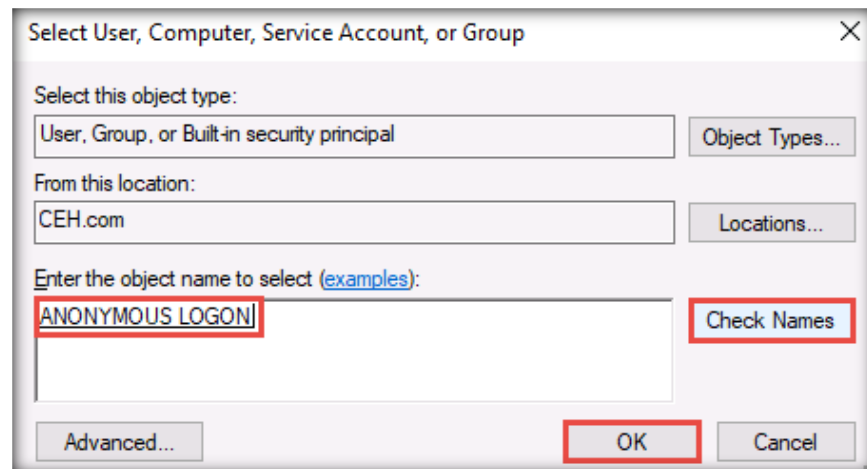 Select User, Computer, Service Account, or Group
Select this object type:
User, Group, or Built-in security principal
Object Types...
From this location:
CEH.com
Locations...
Enter the object name to select (examples):
ANONYMOUS LOGON
Check Names
Advanced...
OK
Cancel